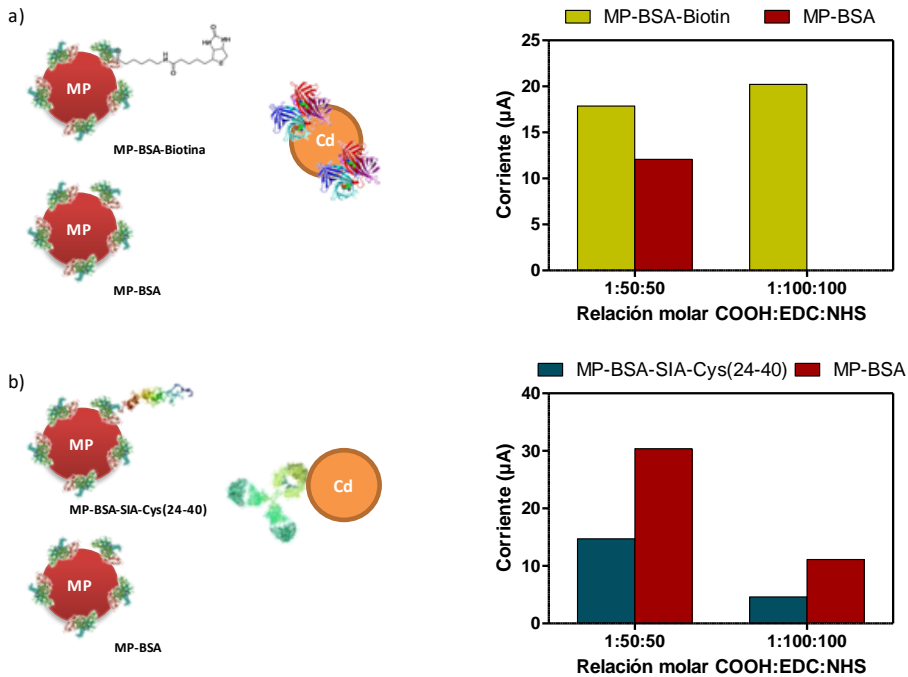 a)
MP
MP-BSA-Biotina
Cd
MP
MP-BSA
MP-BSA-Biotin MP-BSA
Corriente (µA)
25
20
15
10
5
0
1:50:50 1:100:100
Relación molar COOH:EDC:NHS
b)
MP
MP-BSA-SIA-Cys(24-40)
Cd
MP
MP-BSA
MP-BSA-SIA-Cys(24-40) MP-BSA
Corriente (µA)
40
30
20
10
0
1:50:50 1:100:100
Relación molar COOH:EDC:NHS